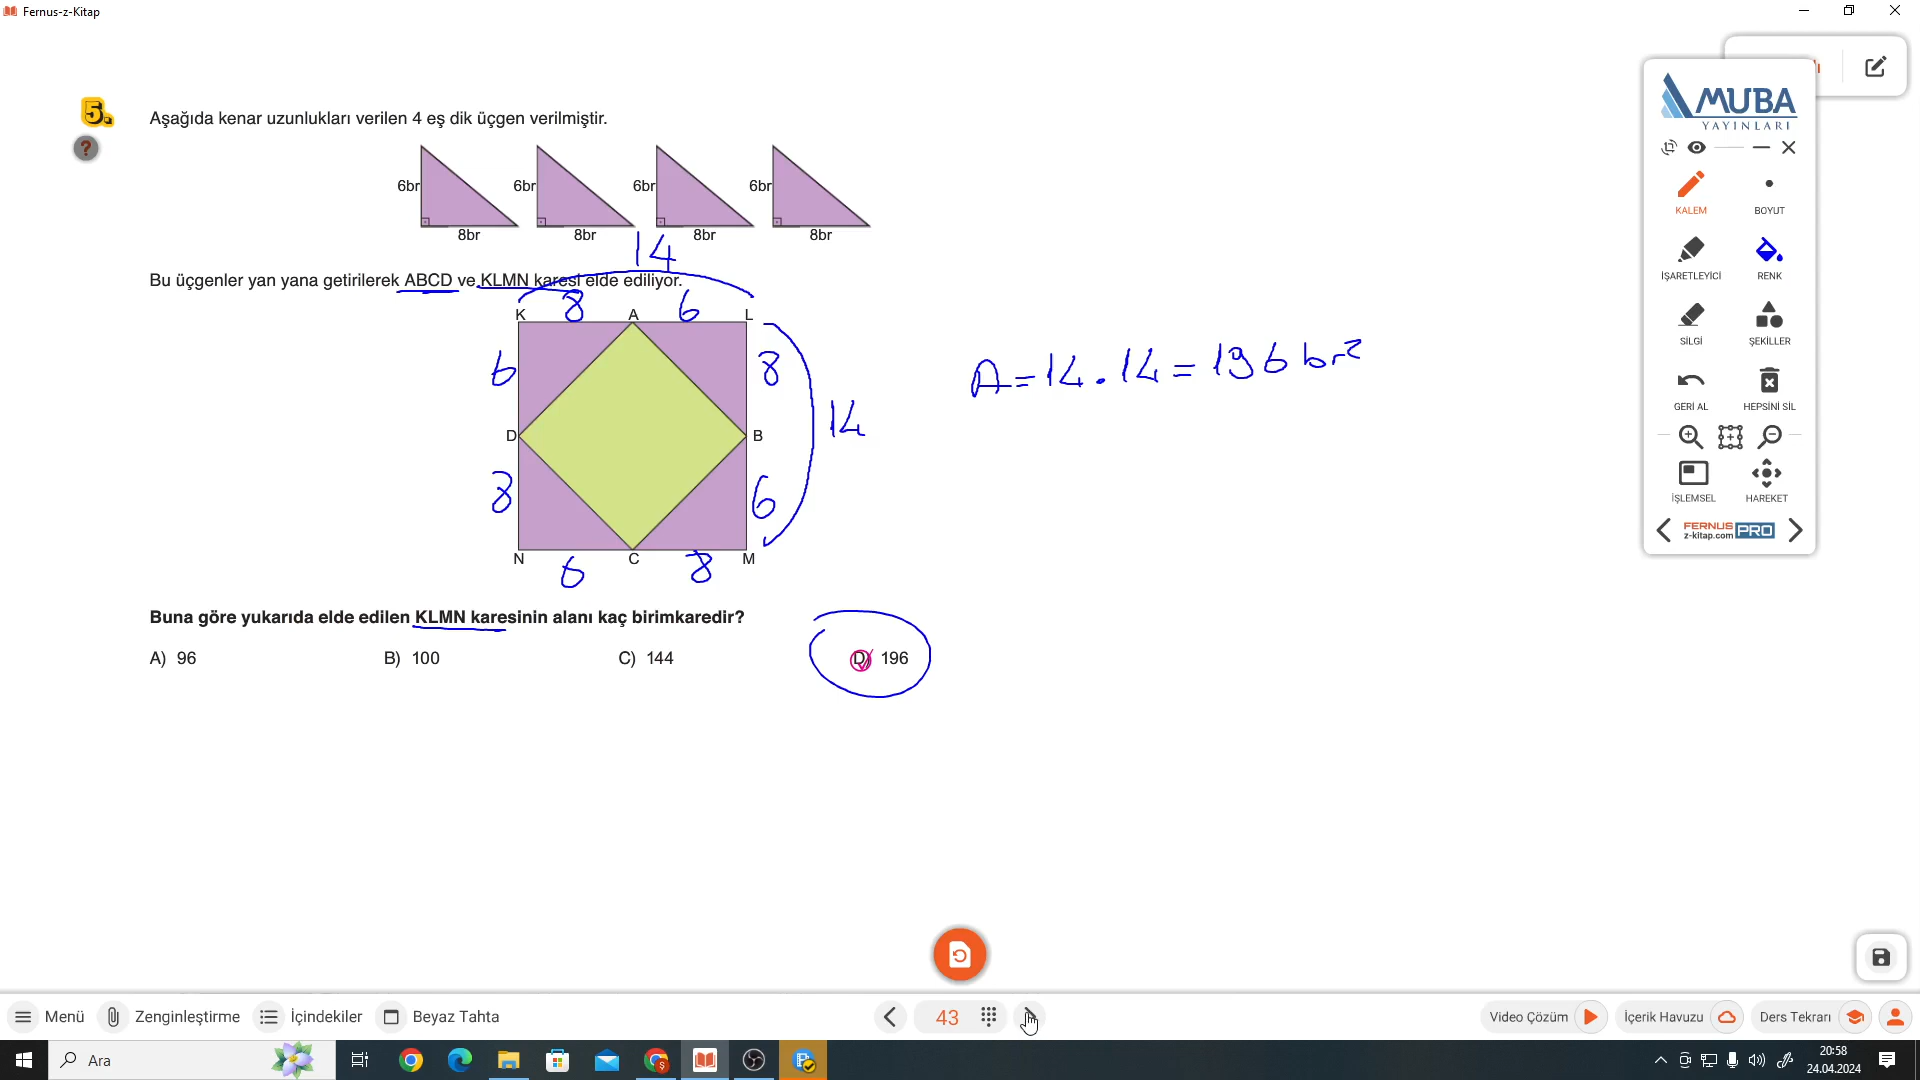 Fernus-z-Kitap
5.
?
Aşağıda kenar uzunlukları verilen 4 eş dik üçgen verilmiştir.
6br 6br 6br 6br
8br 8br 8br 8br
14
Bu üçgenler yan yana getirilerek ABCD ve KLMN karesi elde ediliyor.
8 6
K A L
6 8
A = 14 . 14 = 196 br²
14
D B
8 6
N C M
6 8
Buna göre yukarıda elde edilen KLMN karesinin alanı kaç birimkaredir?
A) 96 B) 100 C) 144 D) 196
MUBA
YAYINLARI
KALEM BOYUT
İŞARETLEYİCİ RENK
SİLGİ ŞEKİLLER
GERİ AL HEPSİNİ SİL
İŞLEMSEL HAREKET
FERNUS
z-kitap.com PRO
Menü Zenginleştirme İçindekiler Beyaz Tahta 43 Video Çözüm İçerik Havuzu Ders Tekrarı
Ara
20:58
24.04.2024